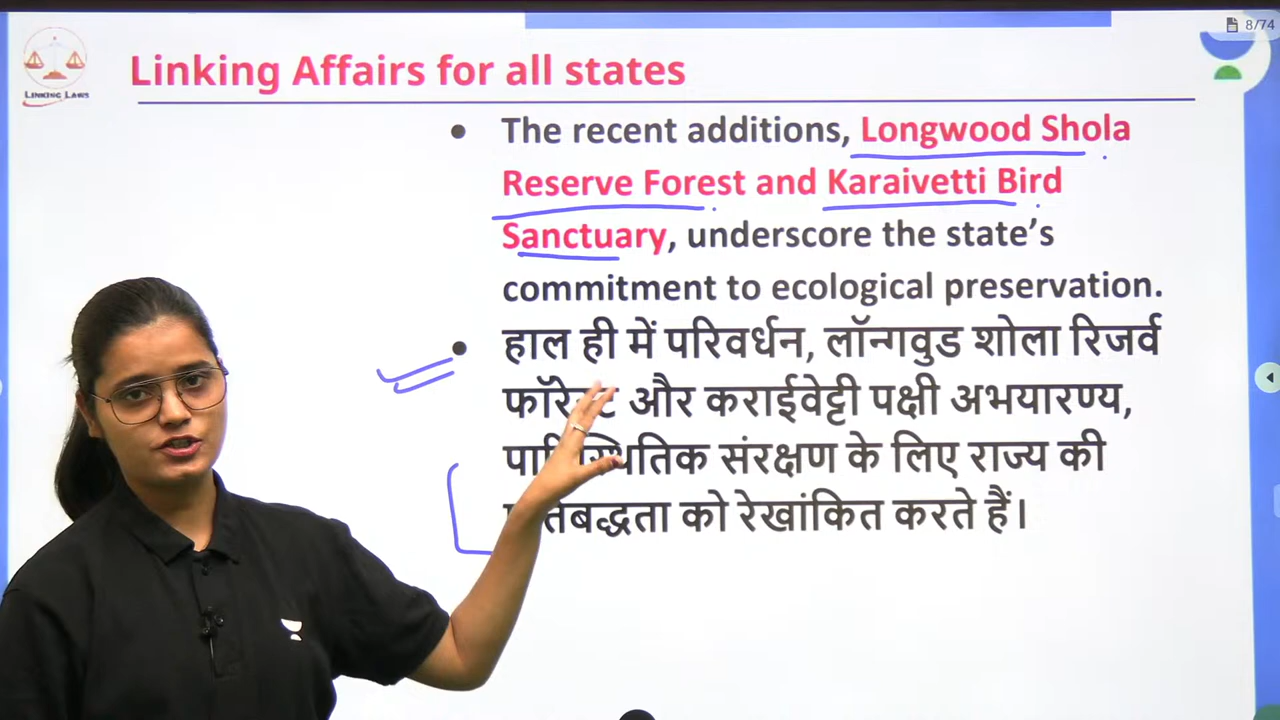 8/74
LINKING LAWS
Linking Affairs for all states
• The recent additions, Longwood Shola
Reserve Forest and Karaivetti Bird
Sanctuary, underscore the state’s
commitment to ecological preservation.
• हाल ही में परिवर्धन, लॉन्गवुड शोला रिजर्व
और कराईवेट्टी पक्षी अभयारण्य,
संरक्षण के लिए राज्य की
को रेखांकित करते हैं।